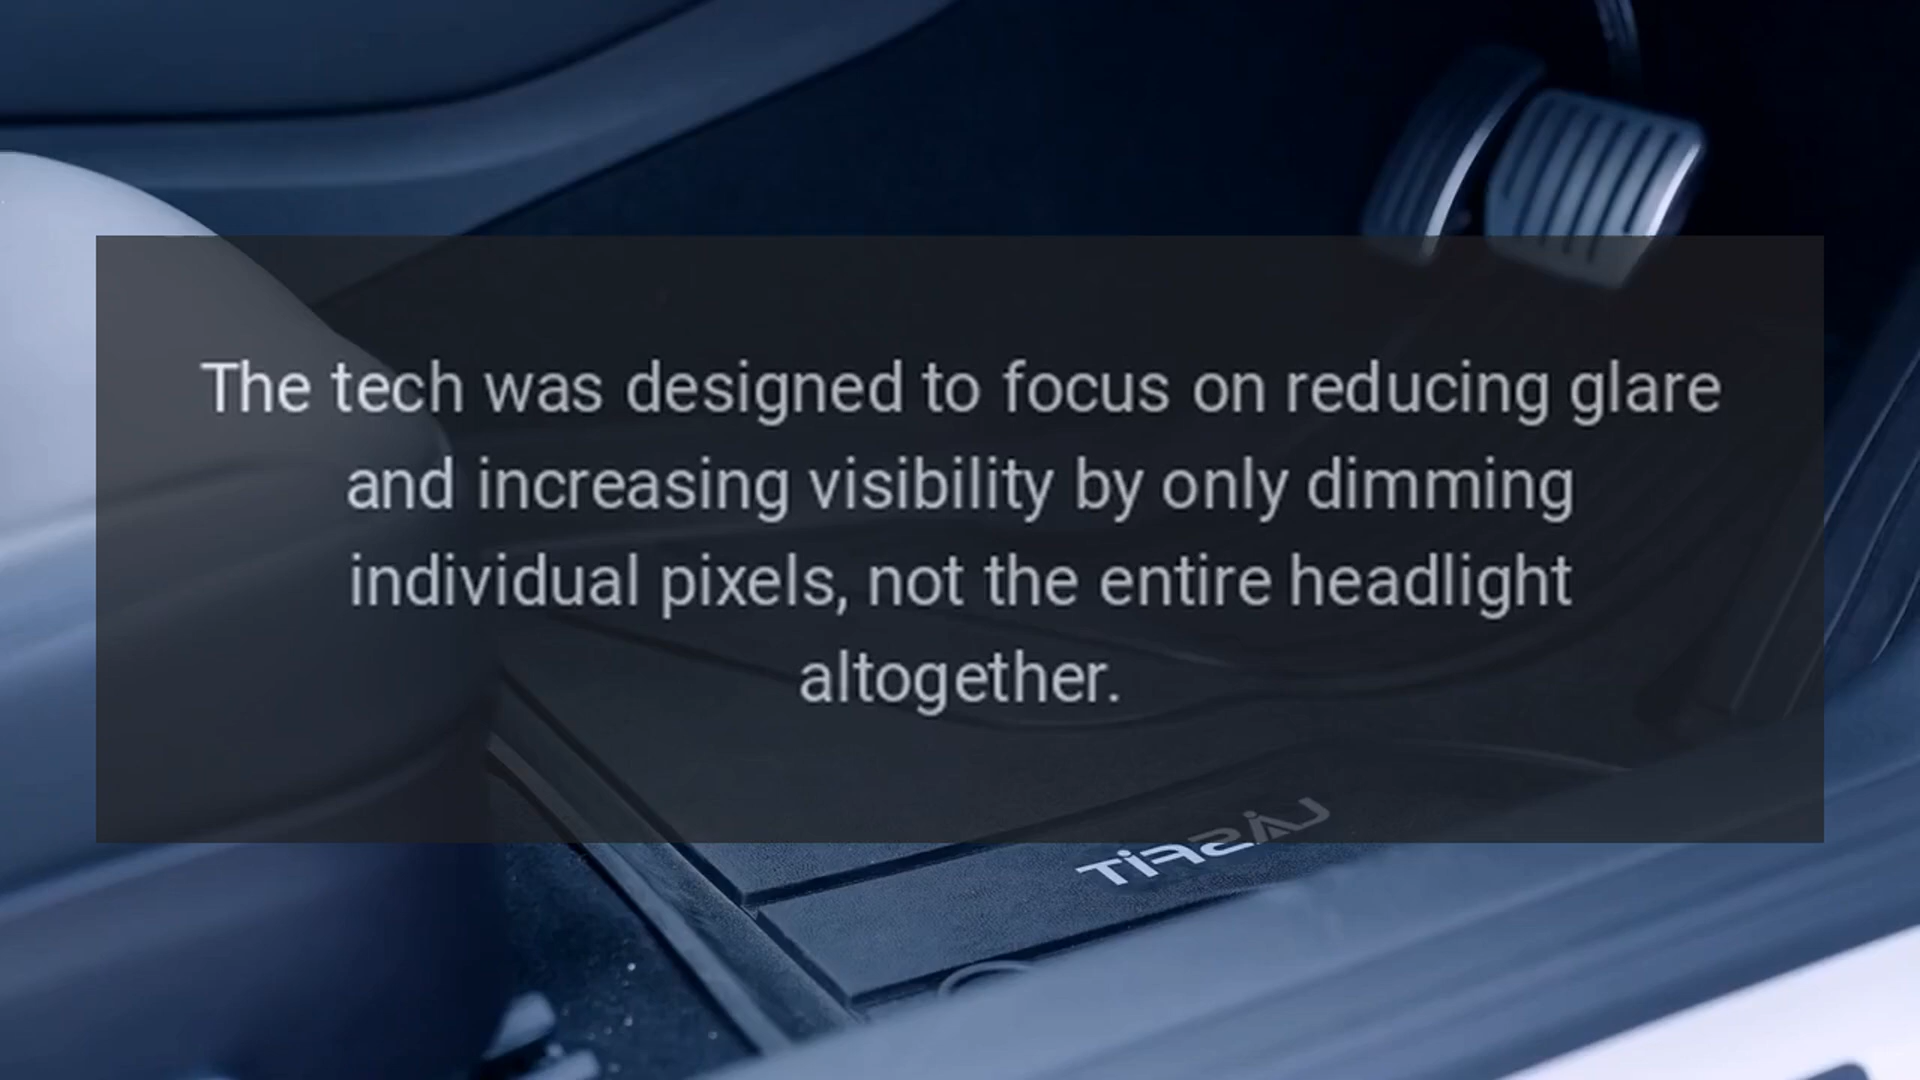 The tech was designed to focus on reducing glare
and increasing visibility by only dimming
individual pixels, not the entire headlight
altogether.